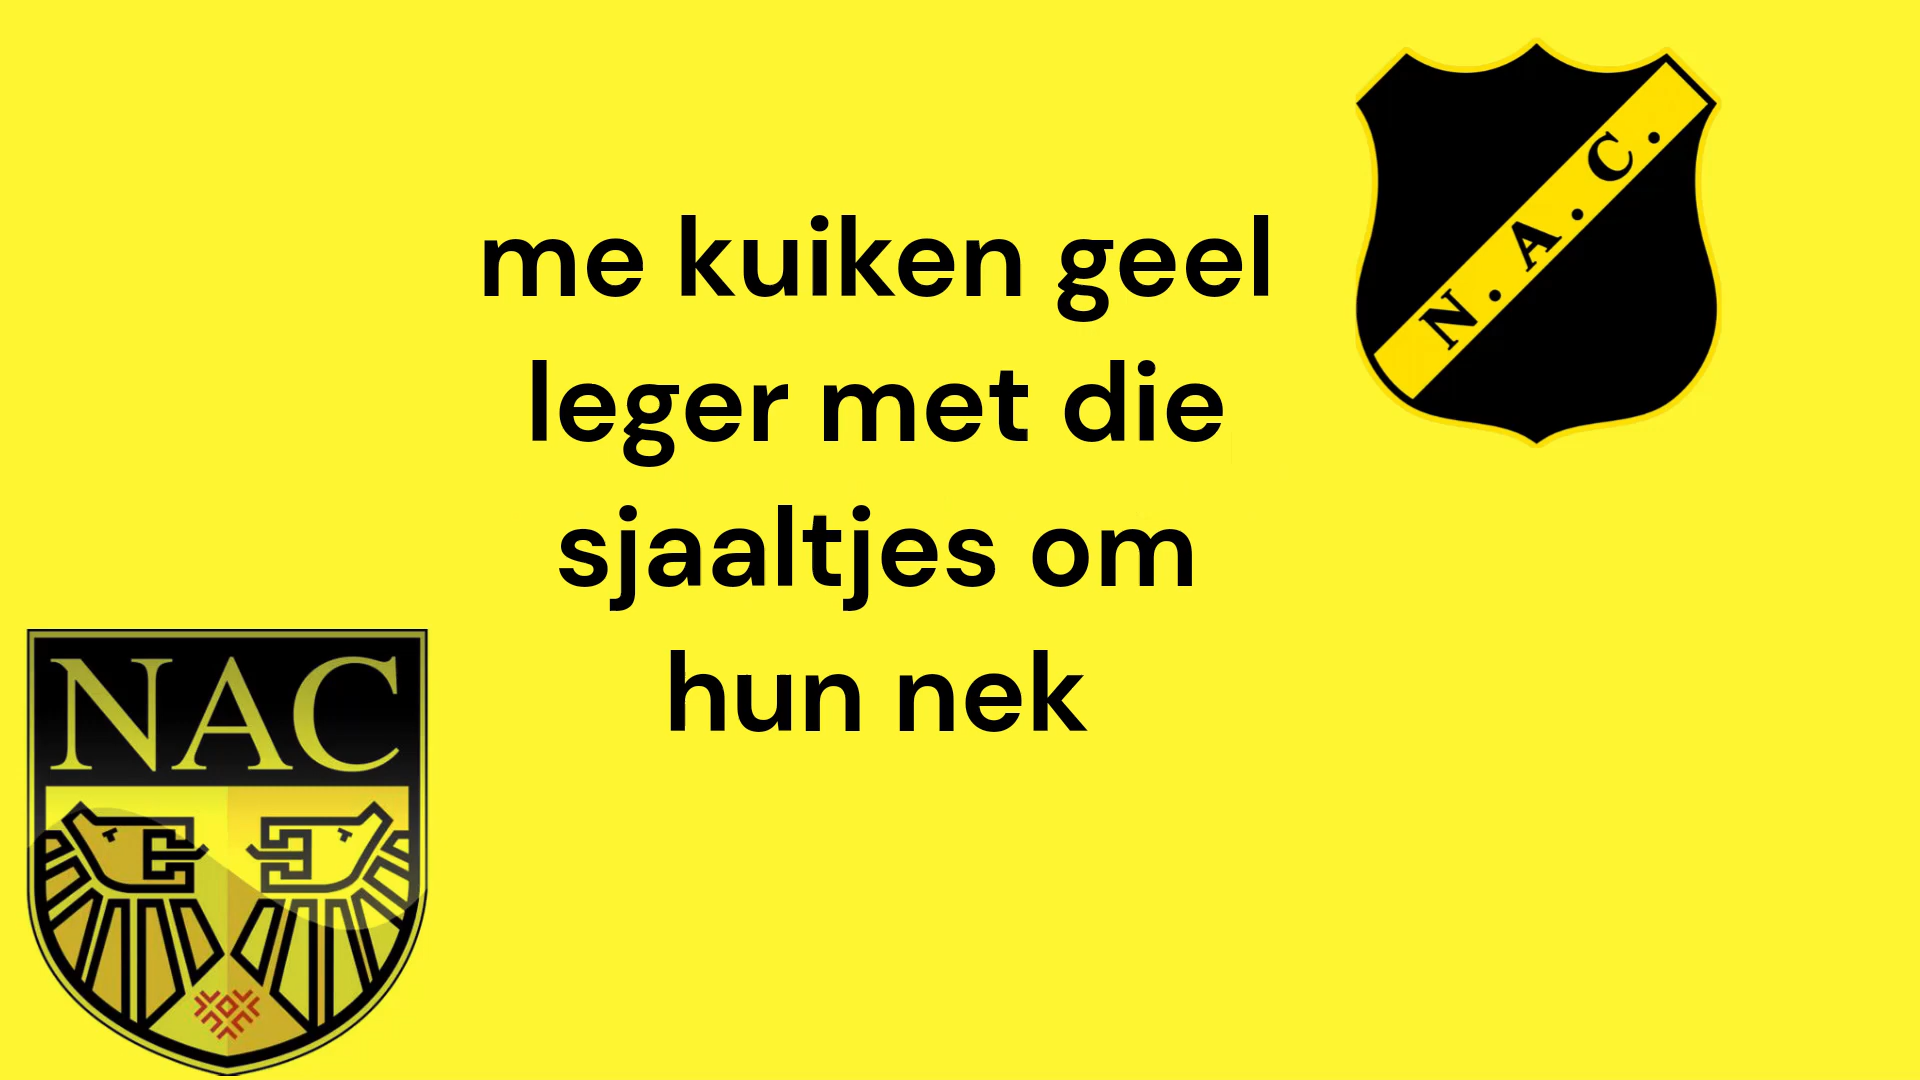 N.A.C.
me kuiken geel
leger met die
sjaaltjes om
hun nek
NAC